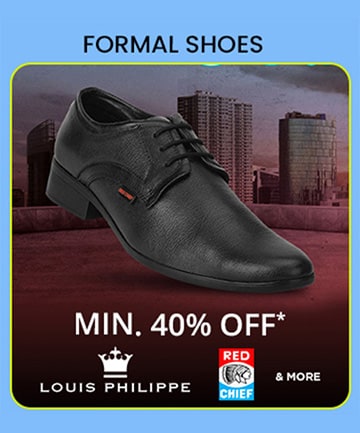 FORMAL SHOES
MIN. 40% OFF*
LOUIS PHILIPPE
RED
CHIEF
& MORE